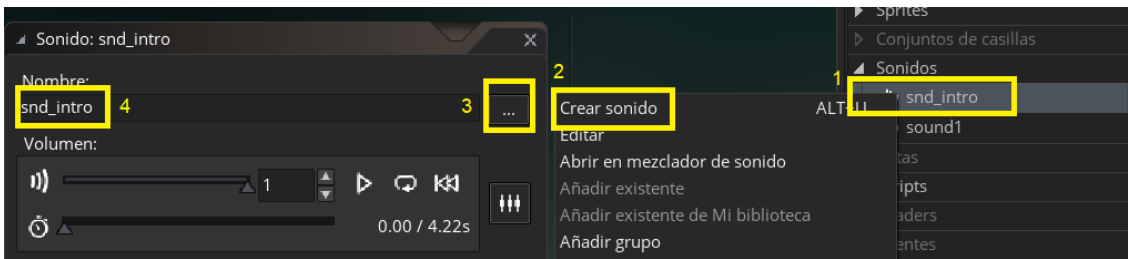 Sonido: snd_intro
Nombre:
snd_intro 4
3 ...
Volumen:
1
0.00 / 4.22s
2
Crear sonido
Editar
Abrir en mezclador de sonido
Añadir existente
Añadir existente de Mi biblioteca
Añadir grupo
Sprites
Conjuntos de casillas
Sonidos
1
snd_intro
sound1